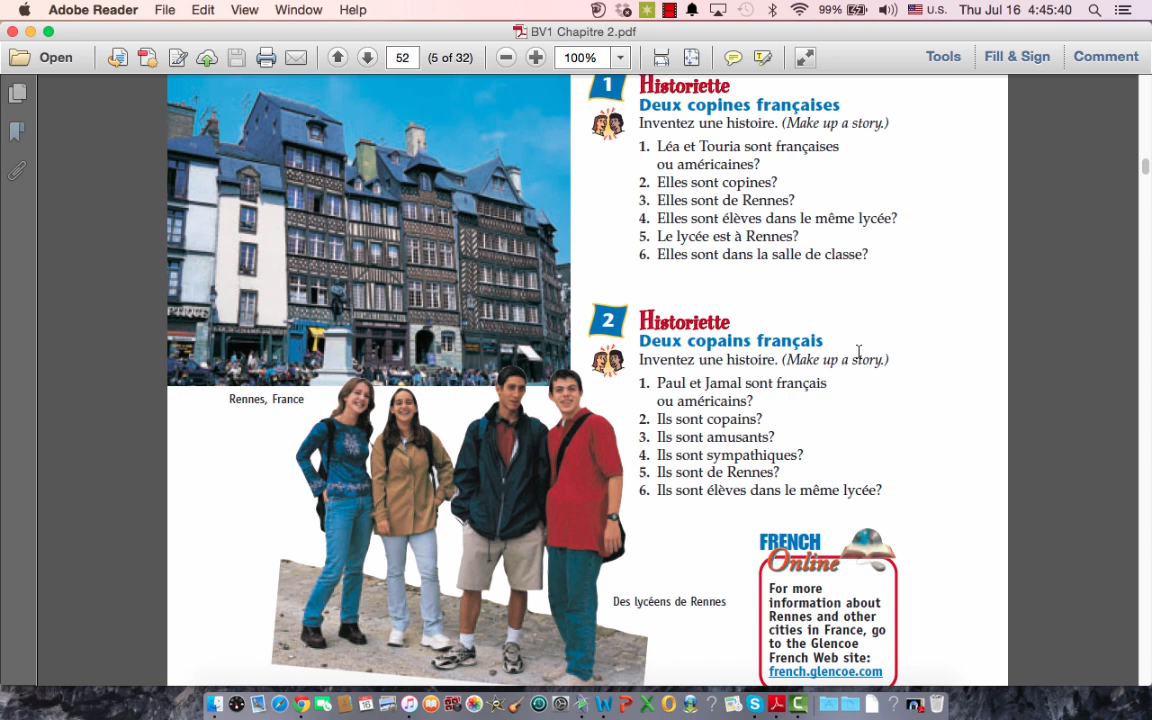 Adobe Reader File Edit View Window Help 99% U.S. Thu Jul 16 4:45:40
BV1 Chapitre 2.pdf
Open 52 (5 of 32) 100% Tools Fill & Sign Comment
1 Historiette
Deux copines françaises
Inventez une histoire. (Make up a story.)
1. Léa et Touria sont françaises
ou américaines?
2. Elles sont copines?
3. Elles sont de Rennes?
4. Elles sont élèves dans le même lycée?
5. Le lycée est à Rennes?
6. Elles sont dans la salle de classe?
Rennes, France
2 Historiette
Deux copains français
Inventez une histoire. (Make up a story.)
1. Paul et Jamal sont français
ou américains?
2. Ils sont copains?
3. Ils sont amusants?
4. Ils sont sympathiques?
5. Ils sont de Rennes?
6. Ils sont élèves dans le même lycée?
Des lycéens de Rennes
FRENCH
Online
For more
information about
Rennes and other
cities in France, go
to the Glencoe
French Web site:
french.glencoe.com